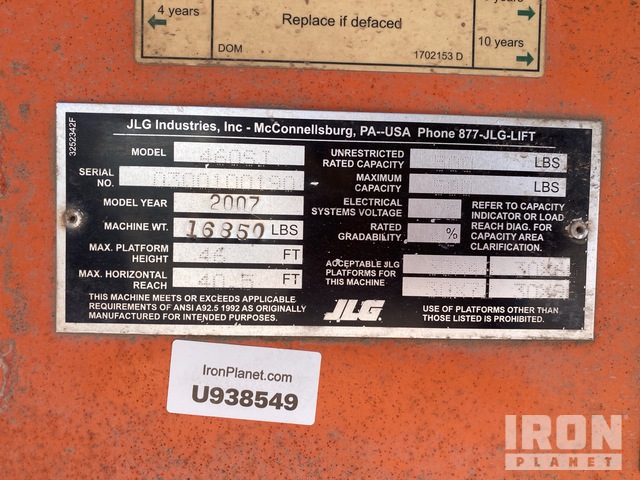 4 years
Replace if defaced
10 years
DOM
1702153 D
3252342F
JLG Industries, Inc - McConnellsburg, PA--USA Phone 877-JLG-LIFT
MODEL 460SJ
SERIAL NO. 0300100190
MODEL YEAR 2007
MACHINE WT. 16850 LBS
MAX. PLATFORM HEIGHT 46 FT
MAX. HORIZONTAL REACH 40.5 FT
THIS MACHINE MEETS OR EXCEEDS APPLICABLE
REQUIREMENTS OF ANSI A92.5 1992 AS ORIGINALLY
MANUFACTURED FOR INTENDED PURPOSES.
UNRESTRICTED RATED CAPACITY LBS
MAXIMUM CAPACITY LBS
ELECTRICAL SYSTEMS VOLTAGE
RATED GRADABILITY. %
REFER TO CAPACITY
INDICATOR OR LOAD
REACH DIAG. FOR
CAPACITY AREA
CLARIFICATION.
ACCEPTABLE JLG
PLATFORMS FOR
THIS MACHINE
JLG
USE OF PLATFORMS OTHER THAN
THOSE LISTED IS PROHIBITED.
IronPlanet.com
U938549
IRON
PLANET